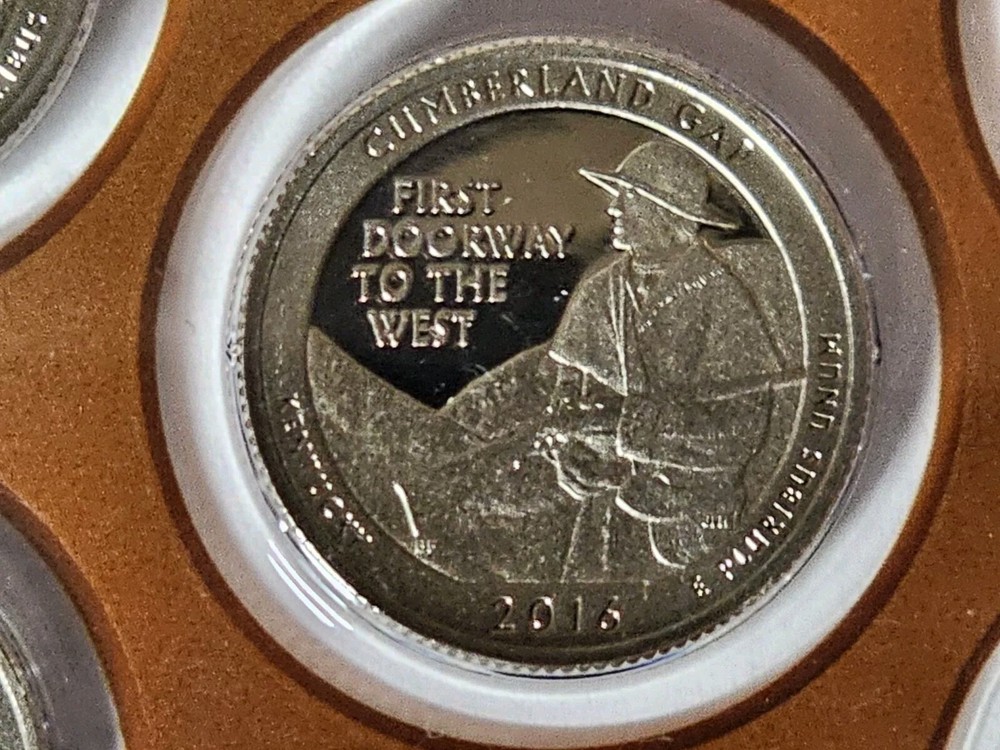 CUMBERLAND GAP
FIRST
DOORWAY
TO THE
WEST
KENTUCKY
E PLURIBUS UNUM
2016